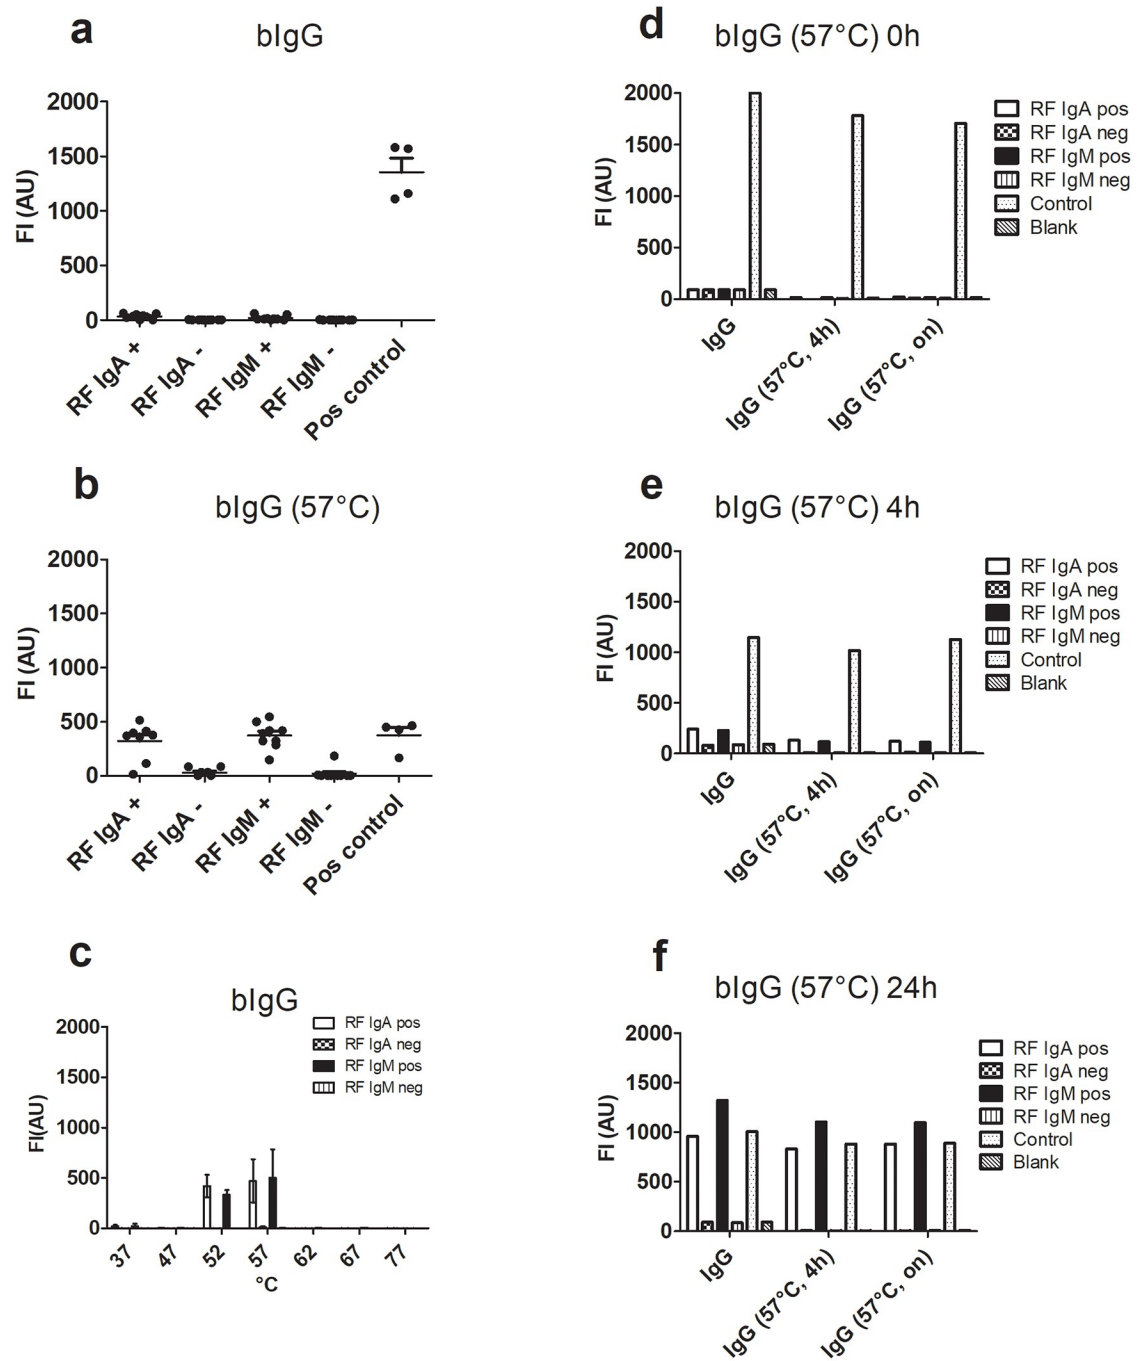 a
bIgG
2000
1500
1000
500
0
FI (AU)
RF IgA +
RF IgA -
RF IgM +
RF IgM -
Pos control
b
bIgG (57°C)
2000
1500
1000
500
0
FI (AU)
RF IgA +
RF IgA -
RF IgM +
RF IgM -
Pos control
c
bIgG
RF IgA pos
RF IgA neg
RF IgM pos
RF IgM neg
2000
1500
1000
500
0
FI(AU)
37 47 52 57 62 67 77
°C
d
bIgG (57°C) 0h
2000
1500
1000
500
0
FI (AU)
RF IgA pos
RF IgA neg
RF IgM pos
RF IgM neg
Control
Blank
IgG
IgG (57°C, 4h)
IgG (57°C, on)
e
bIgG (57°C) 4h
2000
1500
1000
500
0
FI (AU)
RF IgA pos
RF IgA neg
RF IgM pos
RF IgM neg
Control
Blank
IgG
IgG (57°C, 4h)
IgG (57°C, on)
f
bIgG (57°C) 24h
2000
1500
1000
500
0
FI (AU)
RF IgA pos
RF IgA neg
RF IgM pos
RF IgM neg
Control
Blank
IgG
IgG (57°C, 4h)
IgG (57°C, on)